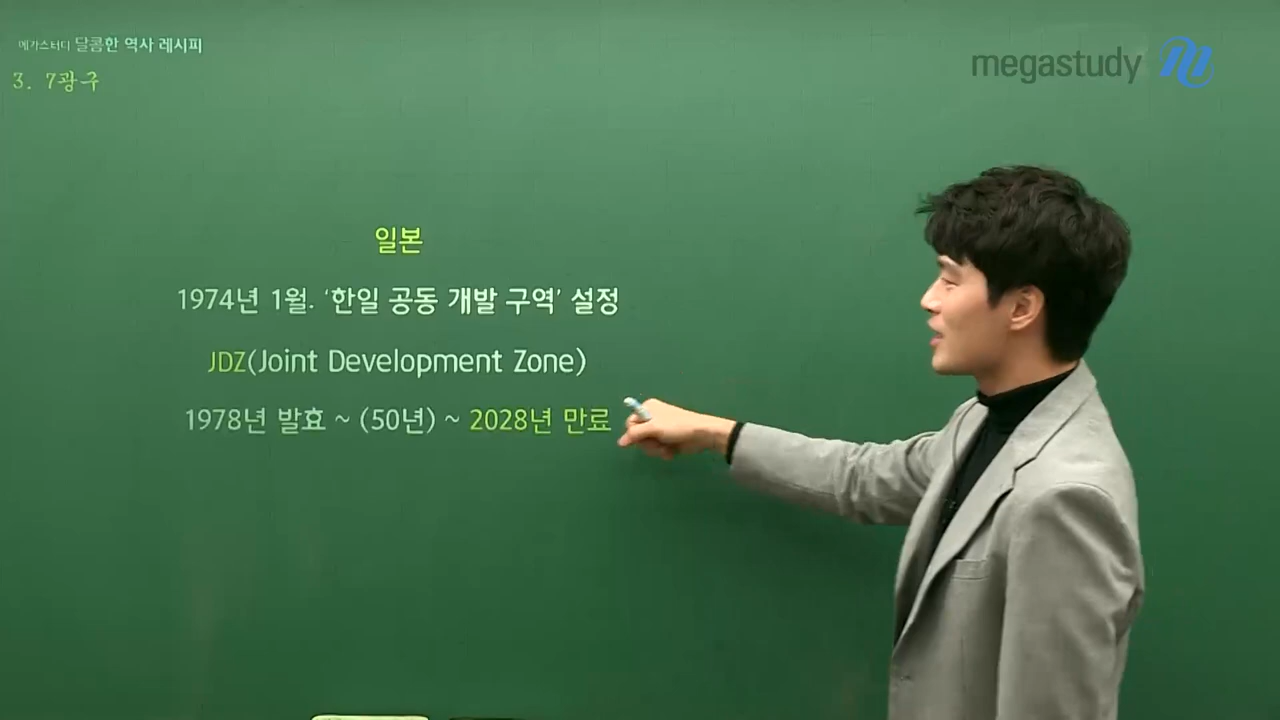 메가스터디 달콤한 역사 레시피
megastudy
3. 7광구
일본
1974년 1월. ‘한일 공동 개발 구역’ 설정
JDZ(Joint Development Zone)
1978년 발효 ~ (50년) ~ 2028년 만료